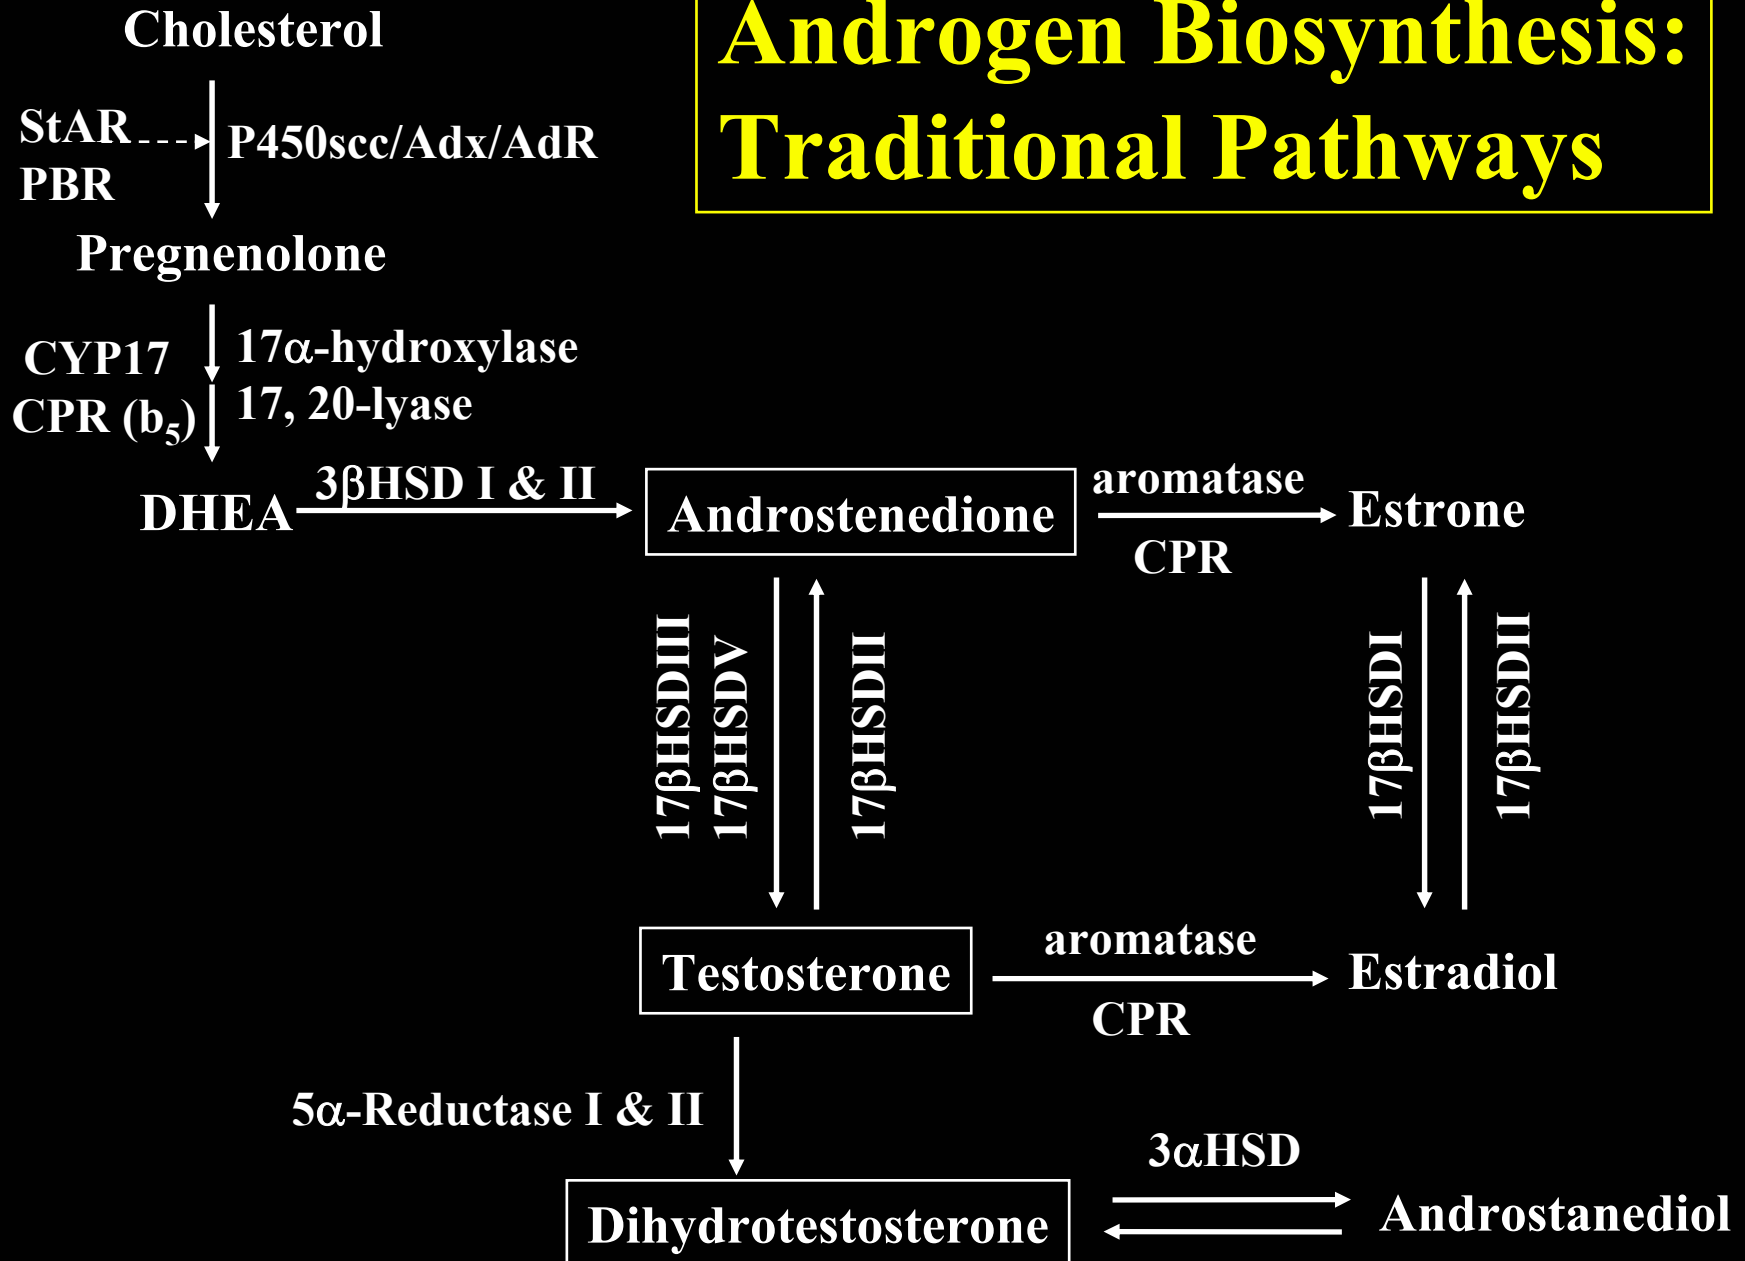 Cholesterol
Androgen Biosynthesis:
Traditional Pathways
StAR
PBR
P450scc/Adx/AdR
Pregnenolone
CYP17
CPR (b₅)
17α-hydroxylase
17, 20-lyase
DHEA
3βHSD I & II
Androstenedione
aromatase
CPR
Estrone
17βHSDIII
17βHSDV
17βHSDII
17βHSDI
17βHSDII
Testosterone
aromatase
CPR
Estradiol
5α-Reductase I & II
Dihydrotestosterone
3αHSD
Androstanediol